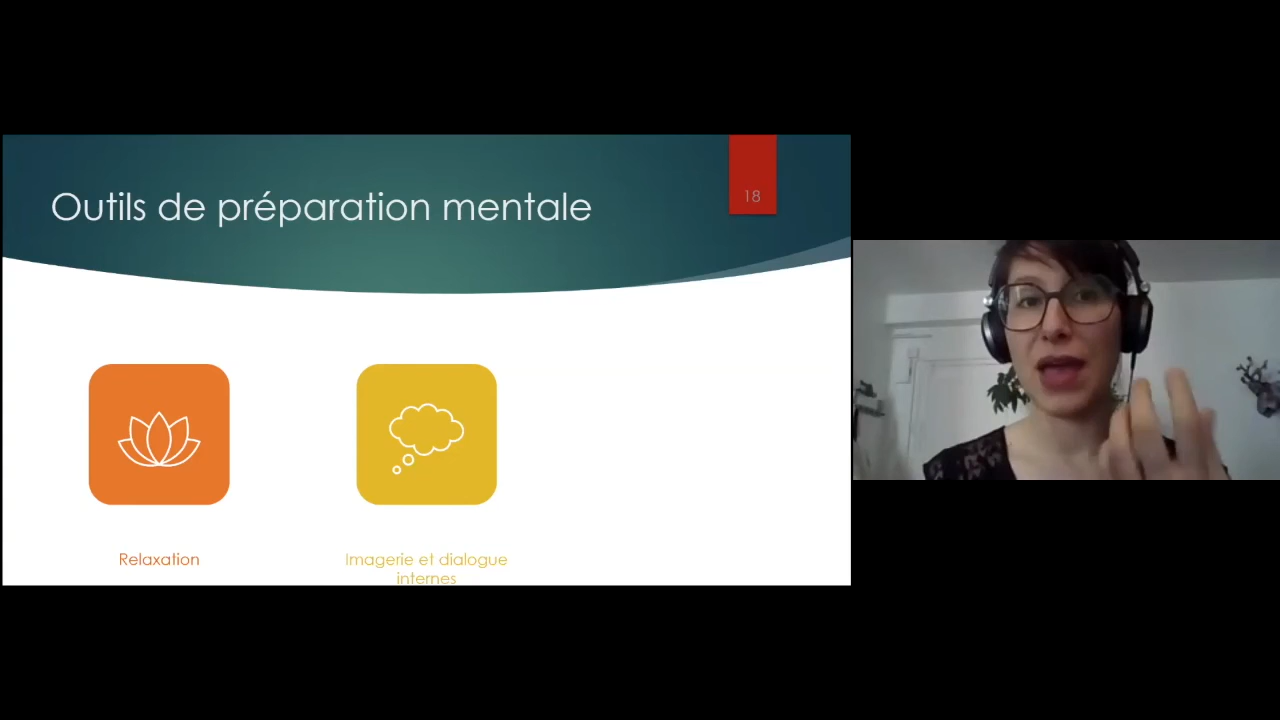 Outils de préparation mentale
18
Relaxation
Imagerie et dialogue
internes